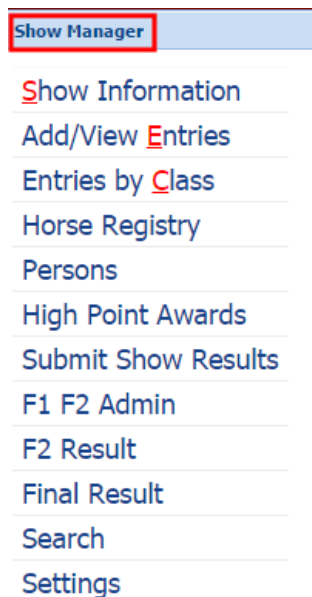 Show Manager
Show Information
Add/View Entries
Entries by Class
Horse Registry
Persons
High Point Awards
Submit Show Results
F1 F2 Admin
F2 Result
Final Result
Search
Settings